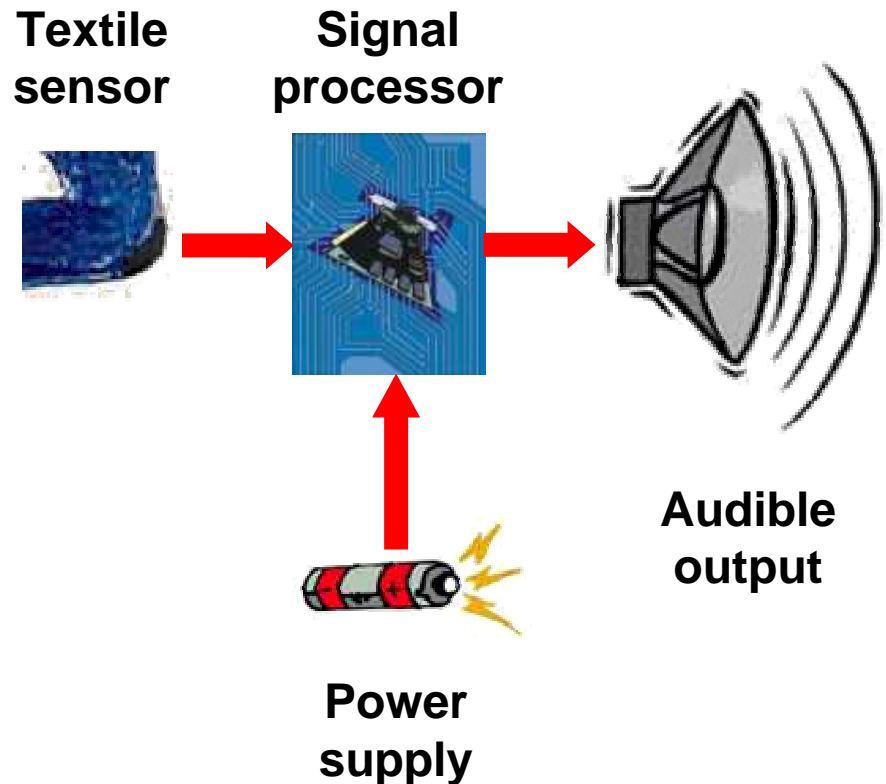 Textile
sensor
Signal
processor
Audible
output
Power
supply